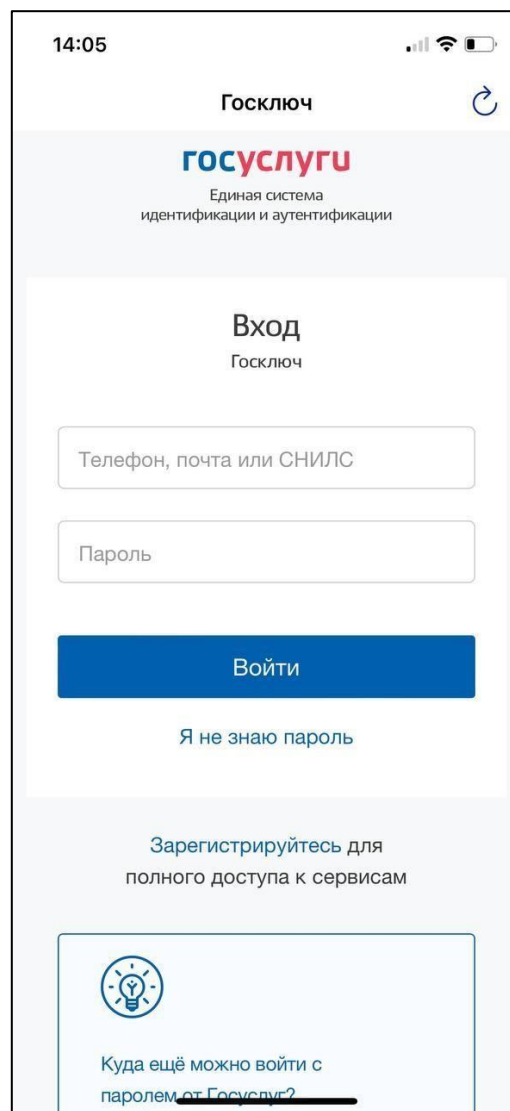 14:05
Госключ
госуслуги
Единая система
идентификации и аутентификации
Вход
Госключ
Телефон, почта или СНИЛС
Пароль
Войти
Я не знаю пароль
Зарегистрируйтесь для
полного доступа к сервисам
Куда ещё можно войти с
паролем от Госуслуг?